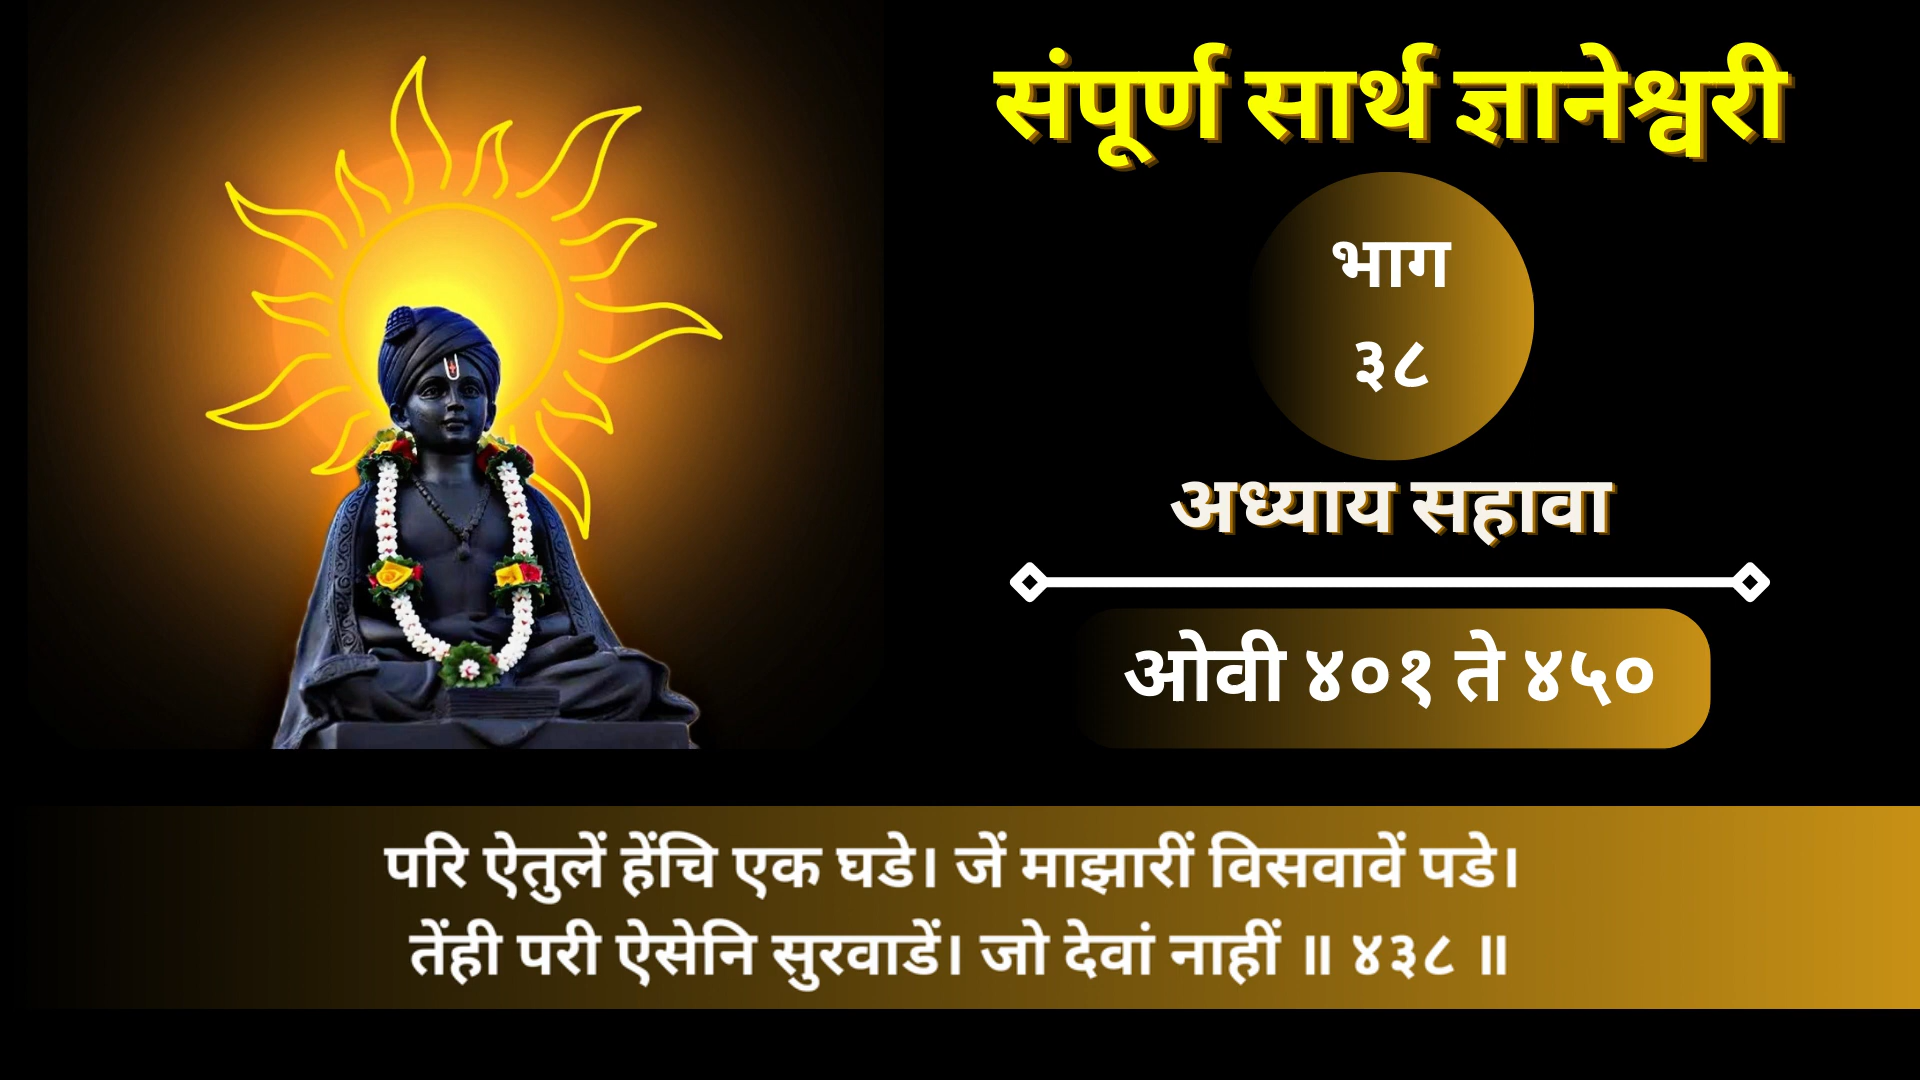 संपूर्ण सार्थ ज्ञानेश्वरी
भाग
३८
अध्याय सहावा
ओवी ४०१ ते ४५०
परि ऐतुलें हेंचि एक घडे। जें माझारीं विसवावें पडे।
तेंही परी ऐसेनि सुरवाडें। जो देवां नाहीं ॥ ४३८ ॥